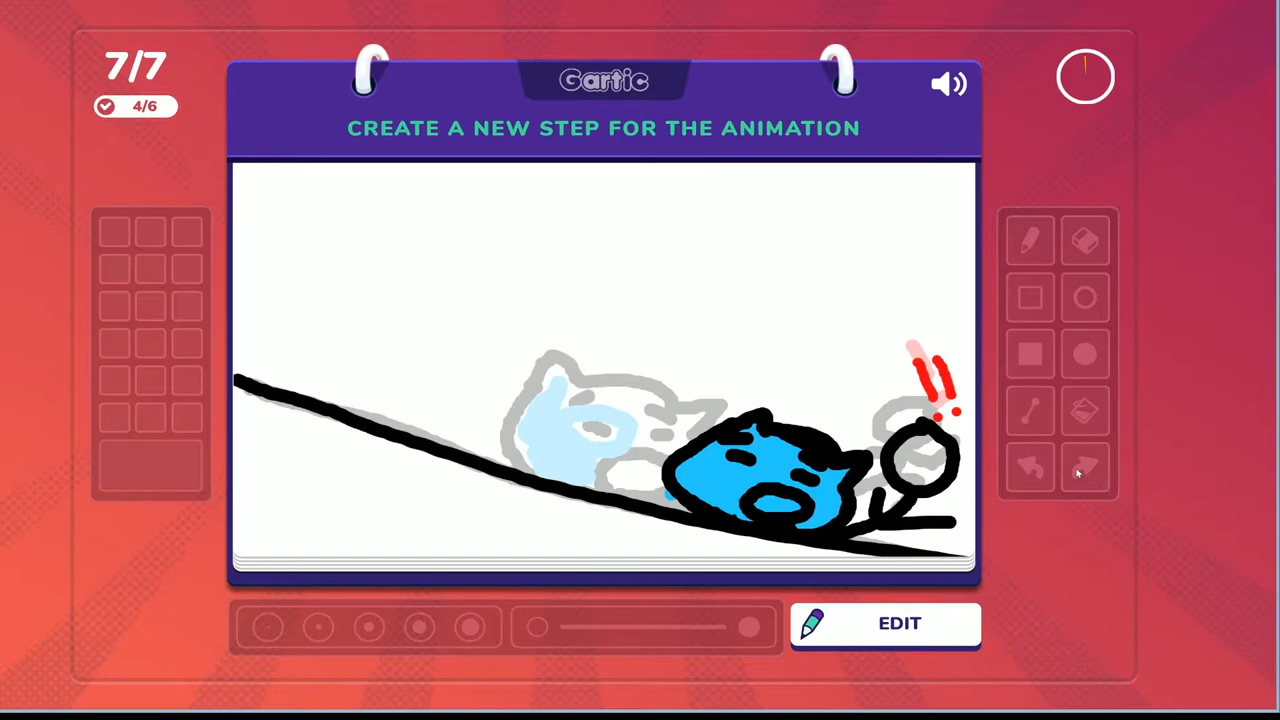 7/7
4/6
Gartic
CREATE A NEW STEP FOR THE ANIMATION
!!
EDIT